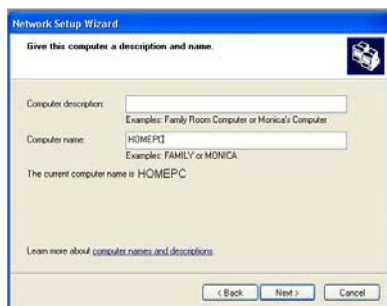 Network Setup Wizard
Give this computer a description and name.
Computer description:
Examples: Family Room Computer or Monica's Computer
Computer name: HOMEPC
Examples: FAMILY or MONICA
The current computer name is HOMEPC
Learn more about computer names and descriptions.
< Back Next > Cancel